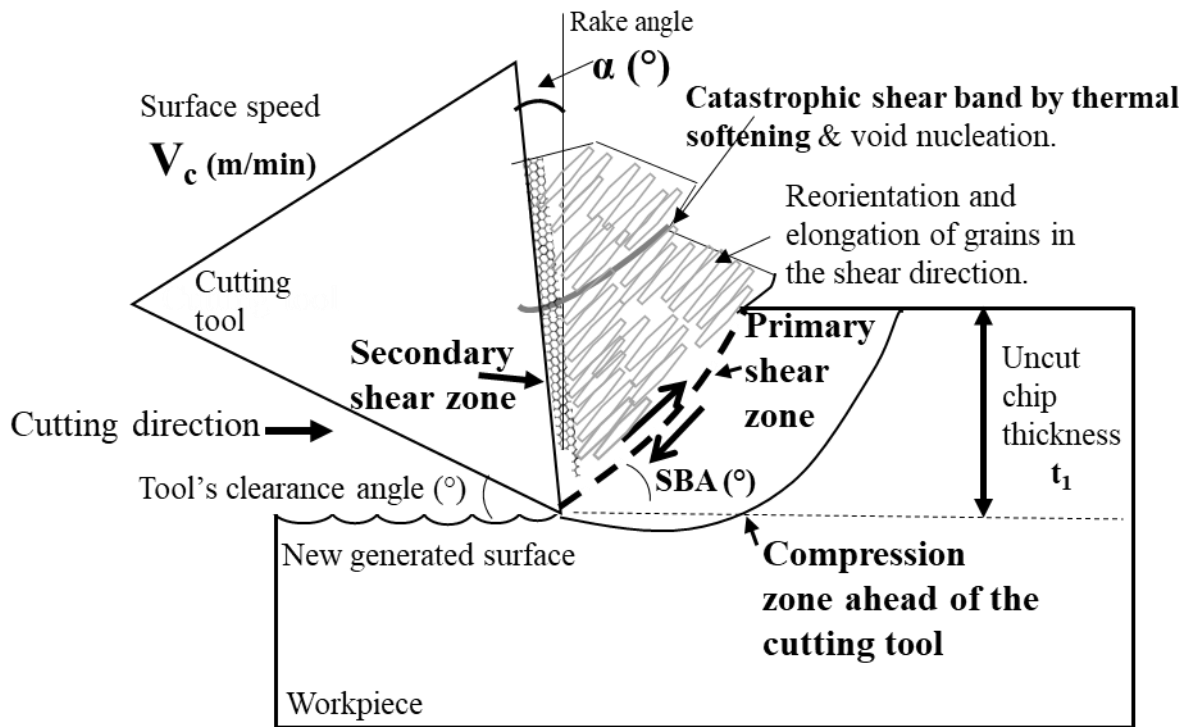 Rake angle
α (°)
Surface speed
Vc (m/min)
Catastrophic shear band by thermal
softening & void nucleation.
Reorientation and
elongation of grains in
the shear direction.
Cutting
tool
Secondary
shear zone
Primary
shear
zone
Uncut
chip
thickness
t1
Cutting direction
SBA (°)
Tool's clearance angle (°)
New generated surface
Compression
zone ahead of the
cutting tool
Workpiece